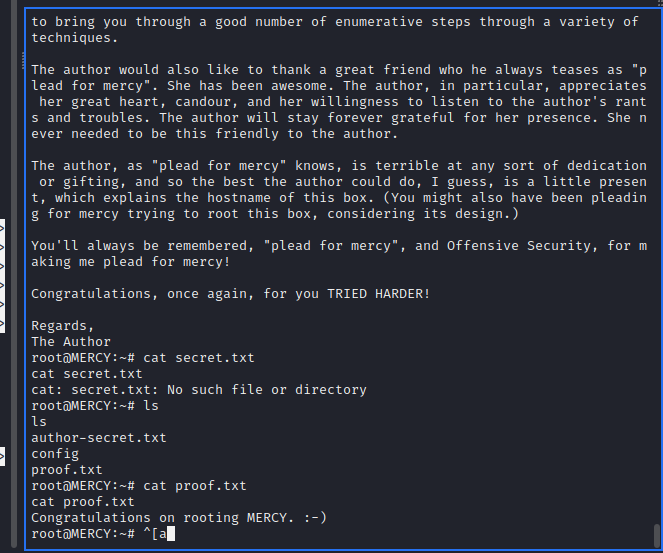 to bring you through a good number of enumerative steps through a variety of
techniques.
The author would also like to thank a great friend who he always teases as "p
lead for mercy". She has been awesome. The author, in particular, appreciates
her great heart, candour, and her willingness to listen to the author's rant
s and troubles. The author will stay forever grateful for her presence. She n
ever needed to be this friendly to the author.
The author, as "plead for mercy" knows, is terrible at any sort of dedication
or gifting, and so the best the author could do, I guess, is a little presen
t, which explains the hostname of this box. (You might also have been pleadin
g for mercy trying to root this box, considering its design.)
You'll always be remembered, "plead for mercy", and Offensive Security, for m
aking me plead for mercy!
Congratulations, once again, for you TRIED HARDER!
Regards,
The Author
root@MERCY:~# cat secret.txt
cat secret.txt
cat: secret.txt: No such file or directory
root@MERCY:~# ls
ls
author-secret.txt
config
proof.txt
root@MERCY:~# cat proof.txt
cat proof.txt
Congratulations on rooting MERCY. :-)
root@MERCY:~# ^[a